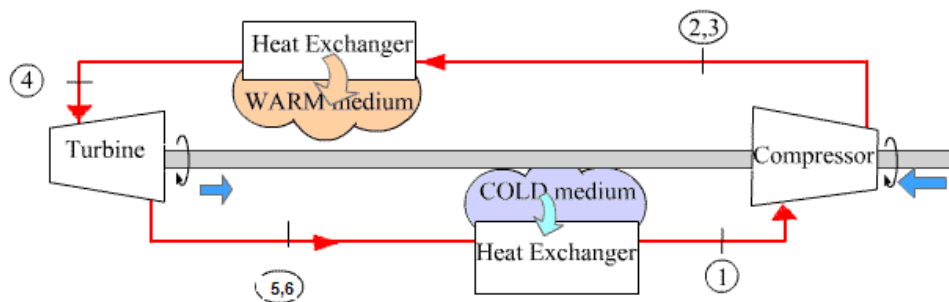 2,3
Heat Exchanger
4
WARM medium
Turbine
Compressor
COLD medium
Heat Exchanger
1
5,6